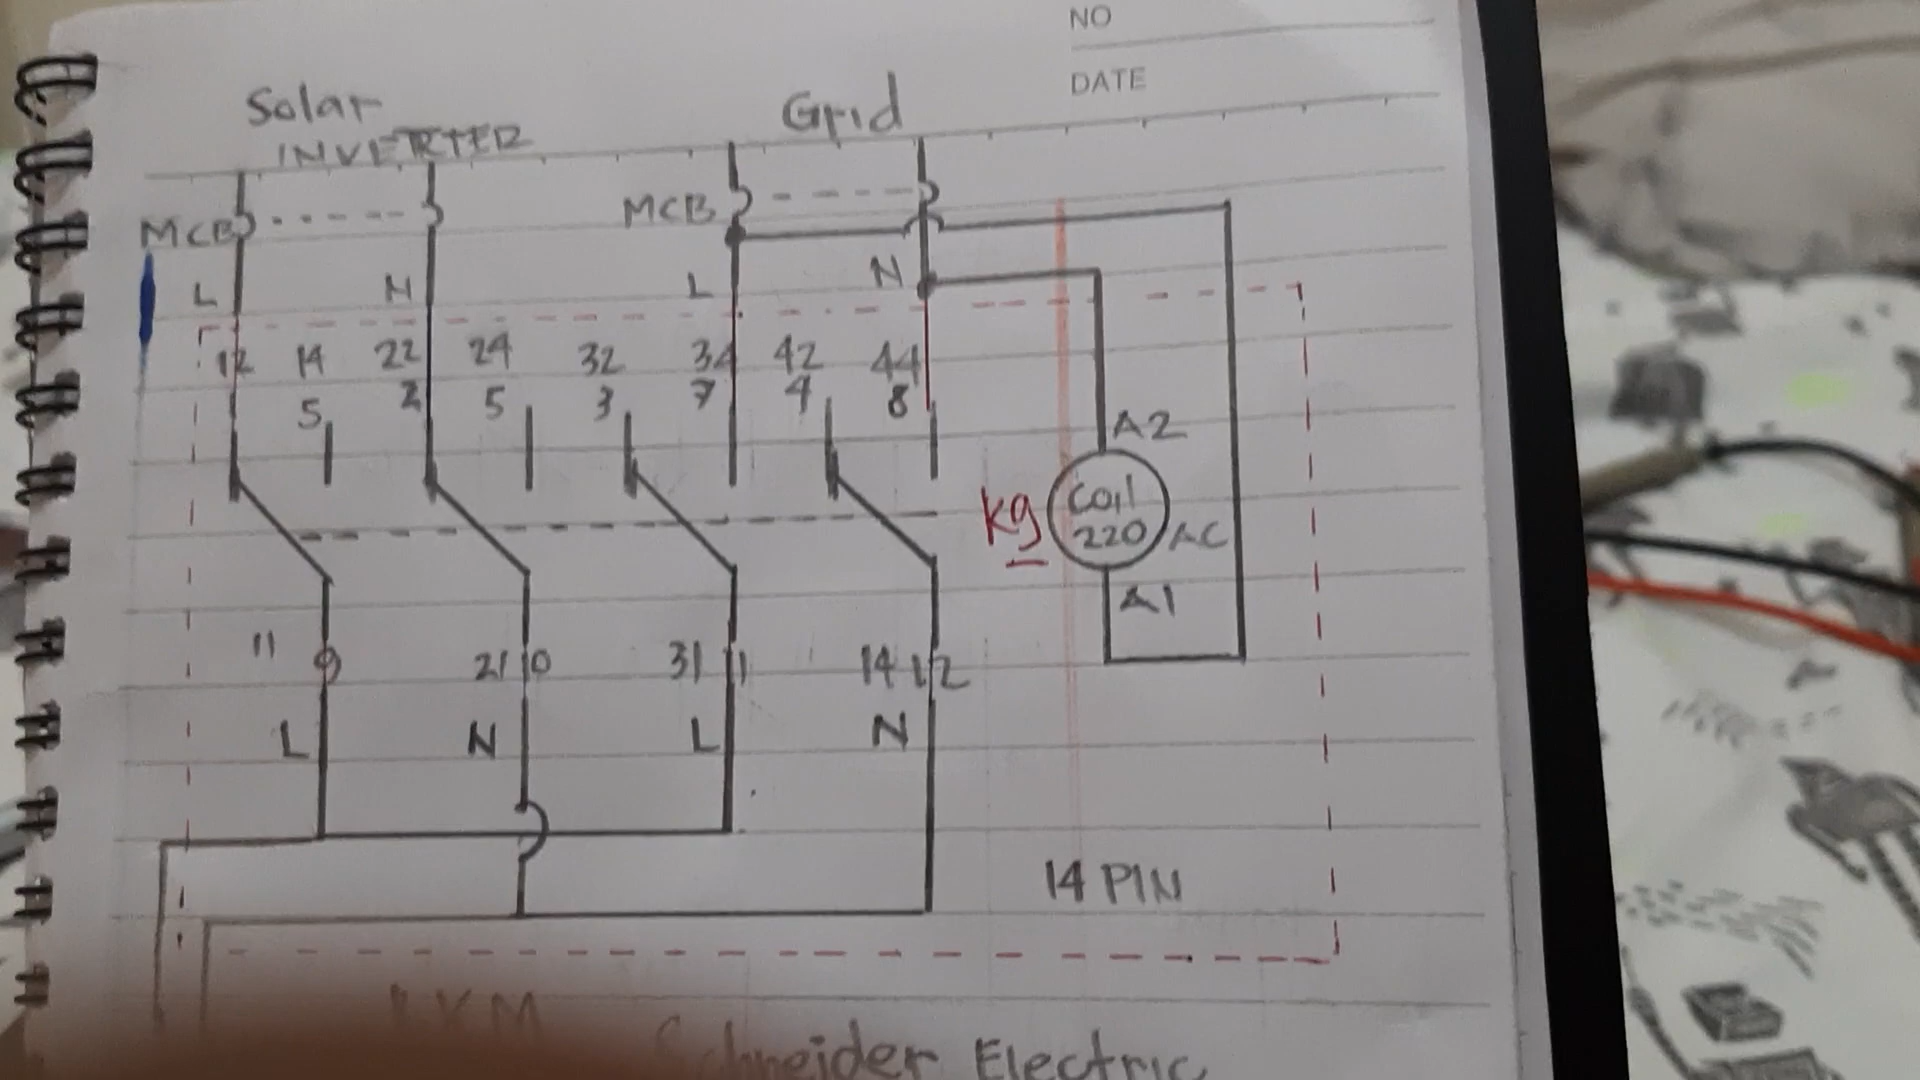 NO
DATE
Solar
INVERTER
Grid
MCB
MCB
L
N
L
N
12 14 22 24 32 34 42 44
5 2 5 3 7 4 8
A2
Kg
Coil
220 AC
A1
11 9 21 10 31 11 14 12
L N L N
14 PIN
Schneider Electric